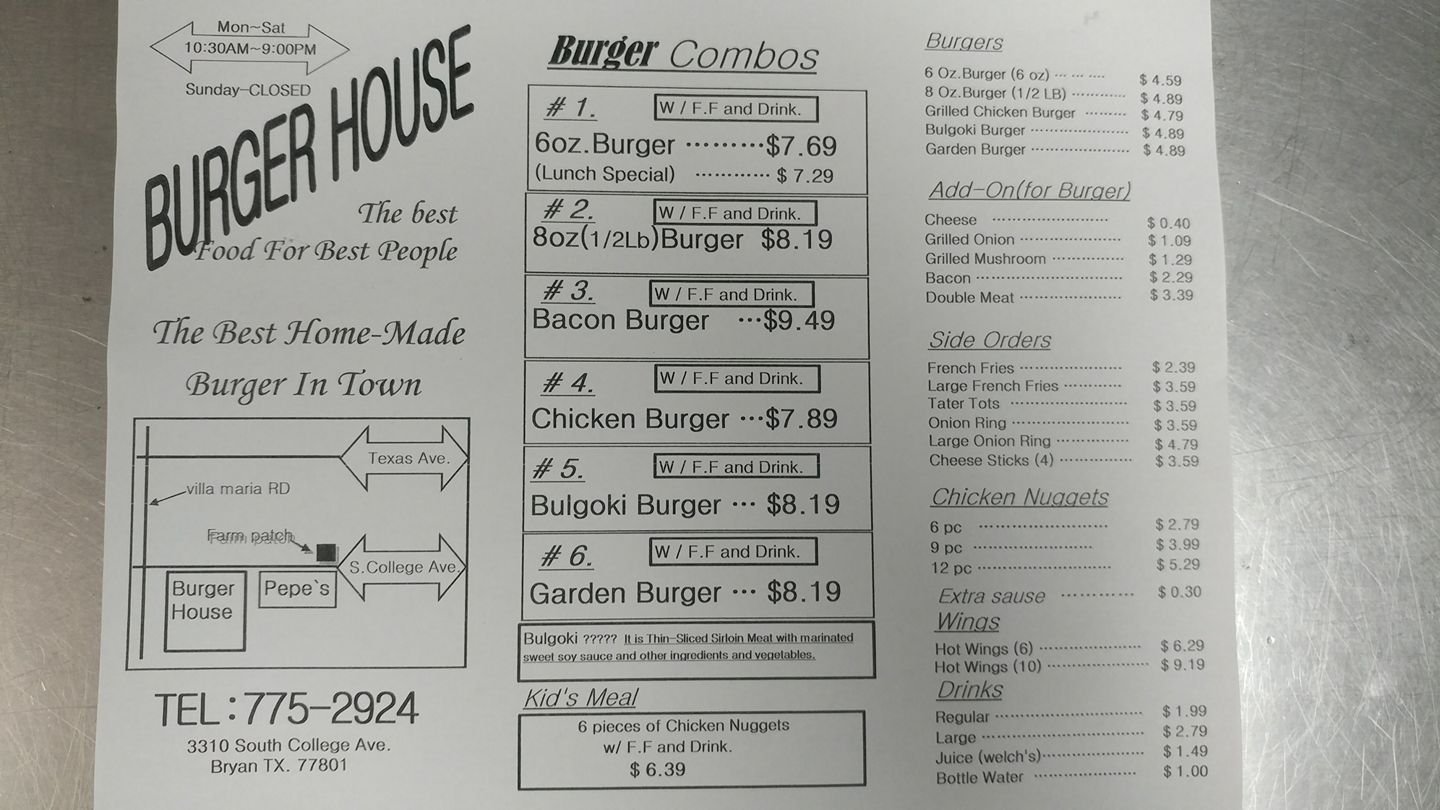 Mon~Sat
10:30AM~9:00PM
Sunday-CLOSED
BURGER HOUSE
The best
Food For Best People
The Best Home-Made
Burger In Town
Texas Ave.
villa maria RD
Farm patch
S.College Ave.
Burger
House
Pepe`s
TEL:775-2924
3310 South College Ave.
Bryan TX. 77801
Burger Combos
# 1. W / F.F and Drink.
6oz.Burger ·········$7.69
(Lunch Special) ············ $ 7.29
# 2. W / F.F and Drink.
8oz(1/2Lb)Burger $8.19
# 3. W / F.F and Drink.
Bacon Burger ···$9.49
# 4. W / F.F and Drink.
Chicken Burger ···$7.89
# 5. W / F.F and Drink.
Bulgoki Burger ··· $8.19
# 6. W / F.F and Drink.
Garden Burger ··· $8.19
Bulgoki ????? It is Thin-Sliced Sirloin Meat with marinated
sweet soy sauce and other ingredients and vegetables.
Kid's Meal
6 pieces of Chicken Nuggets
w/ F.F and Drink.
$ 6.39
Burgers
6 Oz.Burger (6 oz) ··· ··· ···· $ 4.59
8 Oz.Burger (1/2 LB) ············ $ 4.89
Grilled Chicken Burger ········· $ 4.79
Bulgoki Burger ····················· $ 4.89
Garden Burger ····················· $ 4.89
Add-On(for Burger)
Cheese ························· $ 0.40
Grilled Onion ······················ $ 1.09
Grilled Mushroom ················ $ 1.29
Bacon ································ $ 2.29
Double Meat ······················ $ 3.39
Side Orders
French Fries ······················ $ 2.39
Large French Fries ············· $ 3.59
Tater Tots ························· $ 3.59
Onion Ring ························ $ 3.59
Large Onion Ring ················ $ 4.79
Cheese Sticks (4) ················ $ 3.59
Chicken Nuggets
6 pc ···························· $ 2.79
9 pc ·························· $ 3.99
12 pc ····························· $ 5.29
Extra sause ············ $ 0.30
Wings
Hot Wings (6) ······················ $ 6.29
Hot Wings (10) ······················ $ 9.19
Drinks
Regular ································ $ 1.99
Large ···································· $ 2.79
Juice (welch's)······················ $ 1.49
Bottle Water ······················ $ 1.00